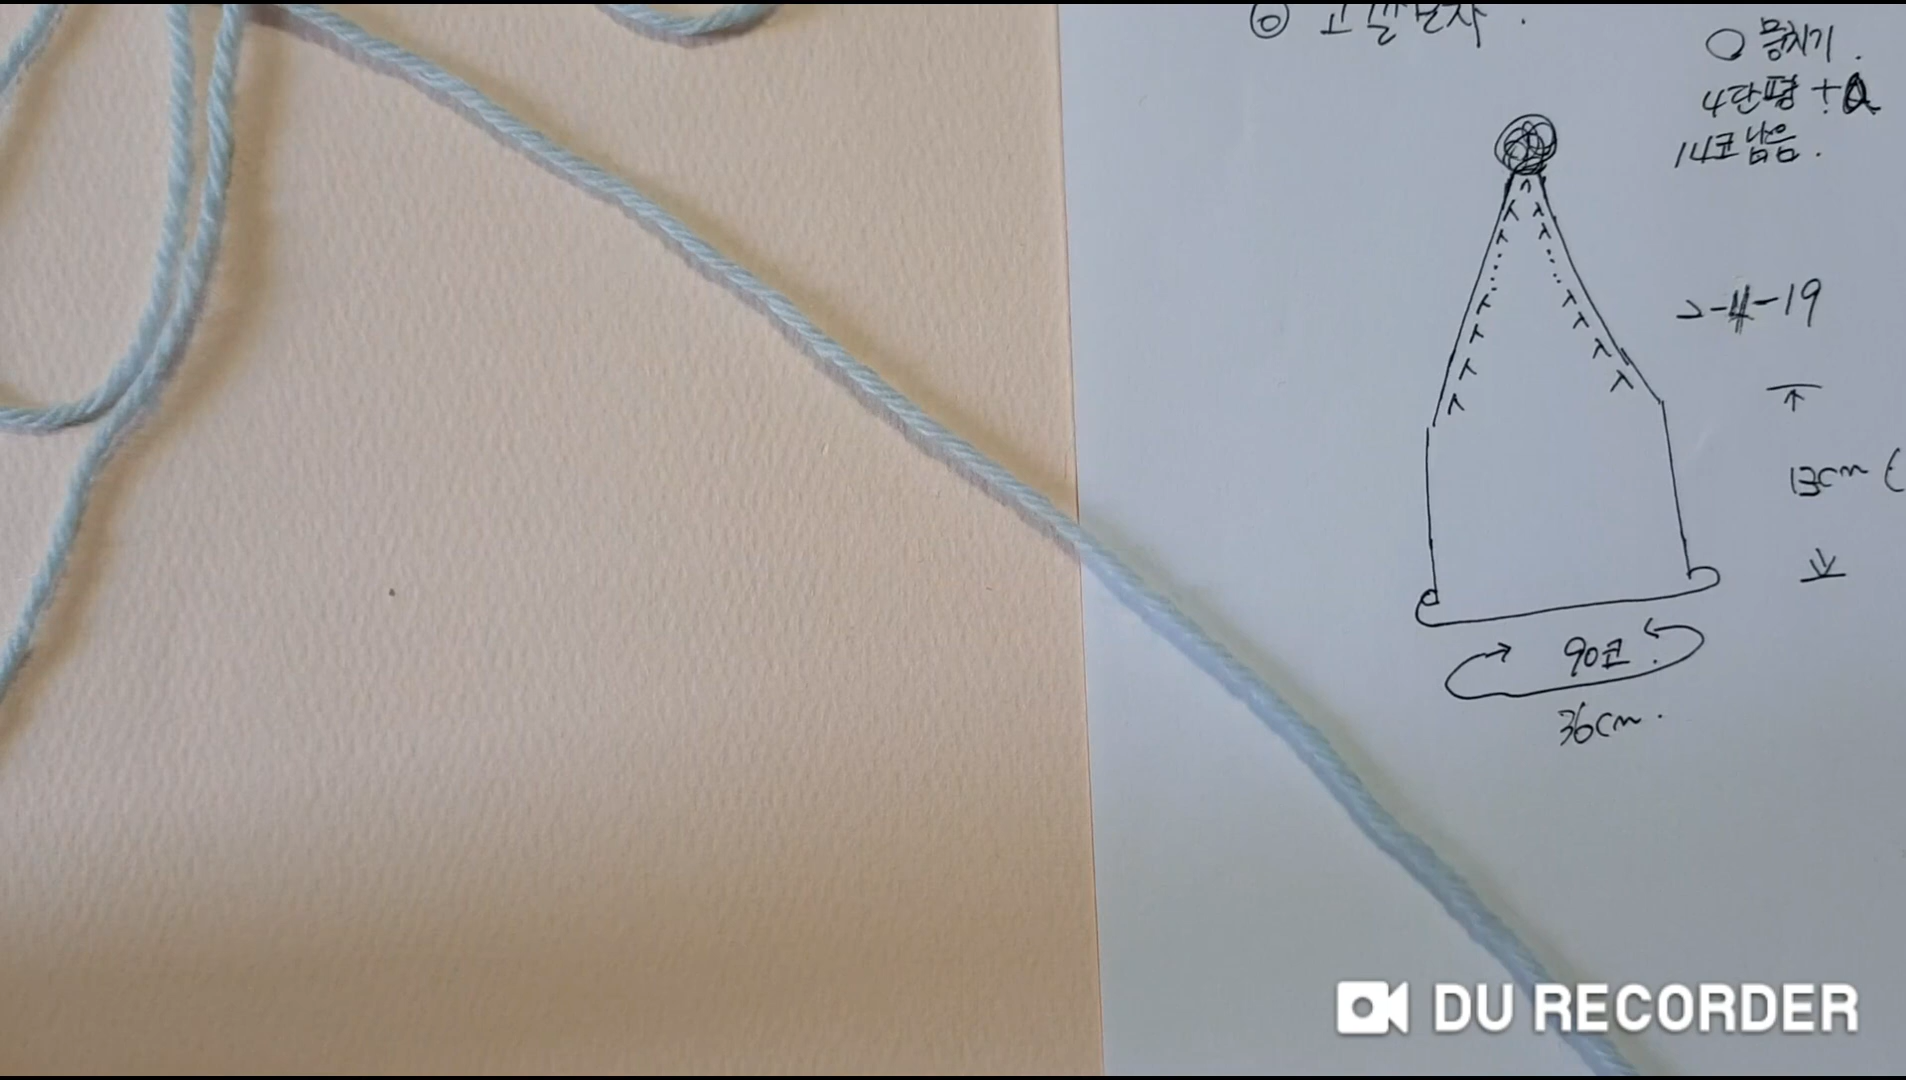 ◎ 고깔모자.
○ 뭉치기.
4단평 +
14코 남음.
2-4-19
13cm (
90코.
36cm.
DU RECORDER